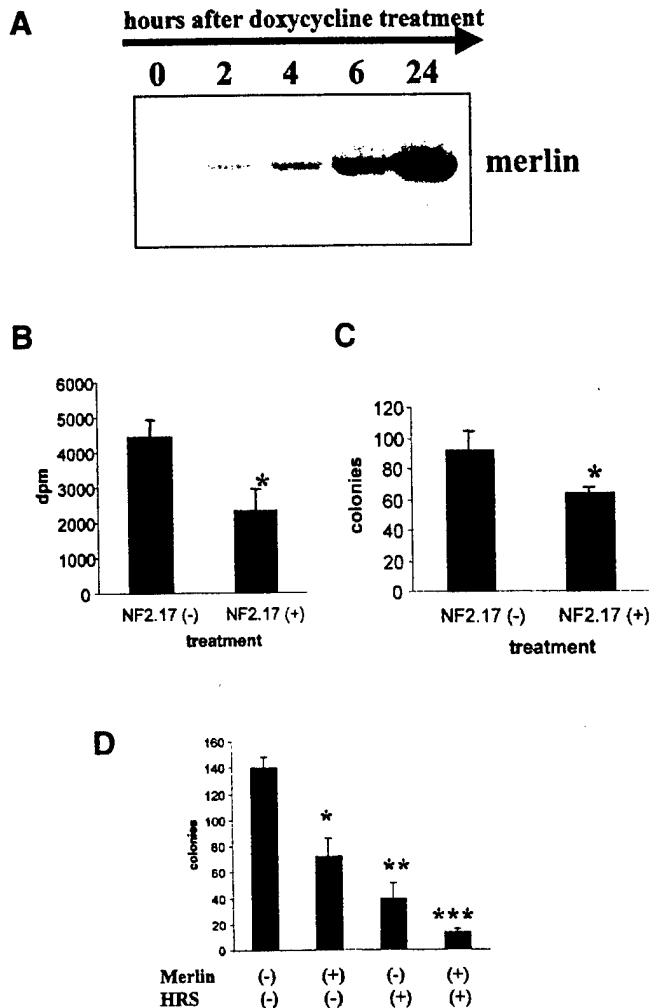 A
hours after doxycycline treatment
0 2 4 6 24
merlin
B
6000
5000
4000
3000
2000
1000
0
dpm
*
NF2.17 (-) NF2.17 (+)
treatment
C
120
100
80
60
40
20
0
colonies
*
NF2.17 (-) NF2.17 (+)
treatment
D
160
140
120
100
80
60
40
20
0
colonies
*
**
***
Merlin (-) (+) (-) (+)
HRS (-) (-) (+) (+)